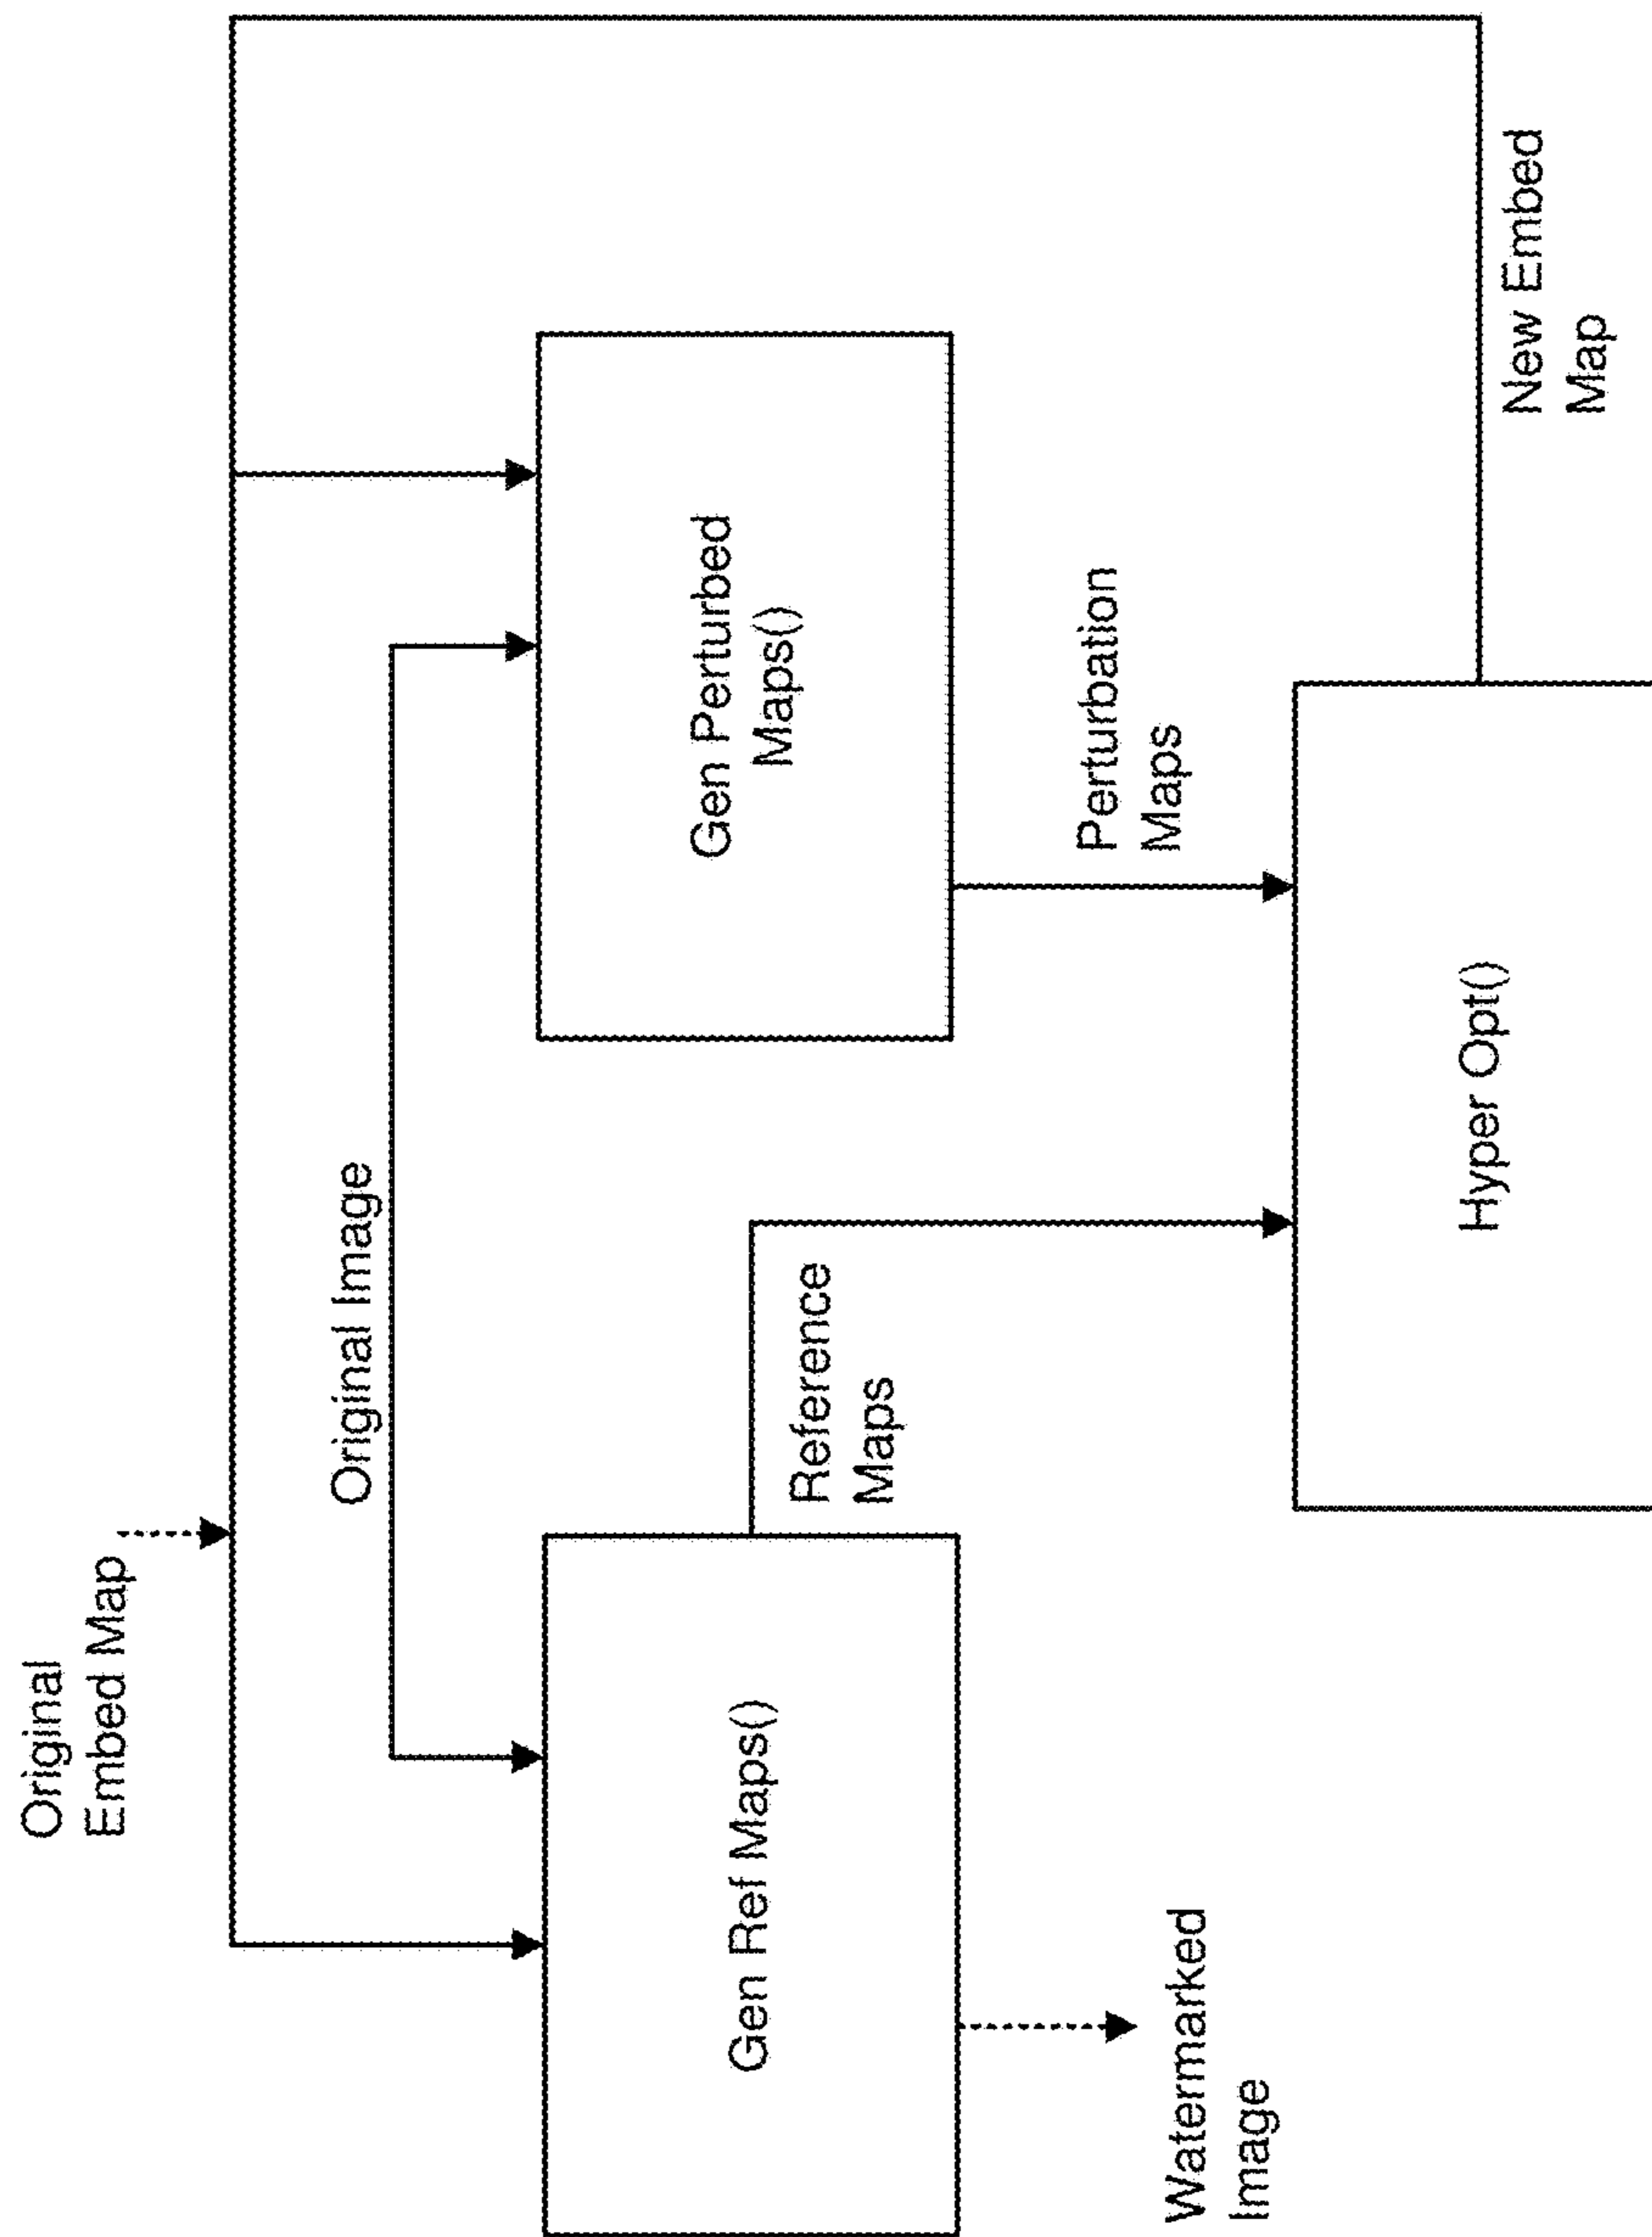 Original
Embed Map
Original Image
Gen Ref Maps()
Reference
Maps
Gen Perturbed
Maps()
Perturbation
Maps
Watermarked
Image
Hyper Opt()
New Embed
Map